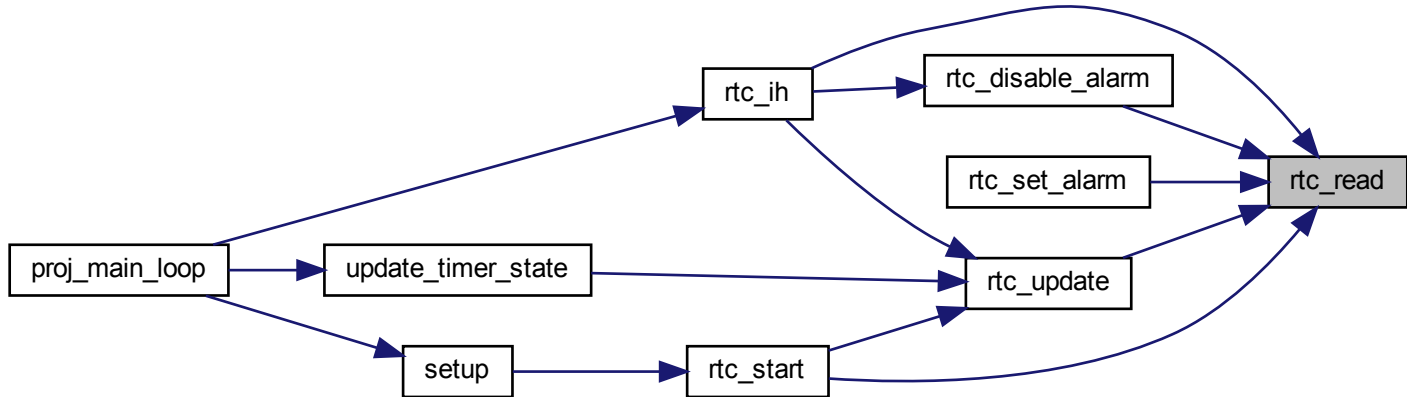 rtc_disable_alarm
rtc_ih
rtc_set_alarm
rtc_read
proj_main_loop
update_timer_state
rtc_update
setup
rtc_start